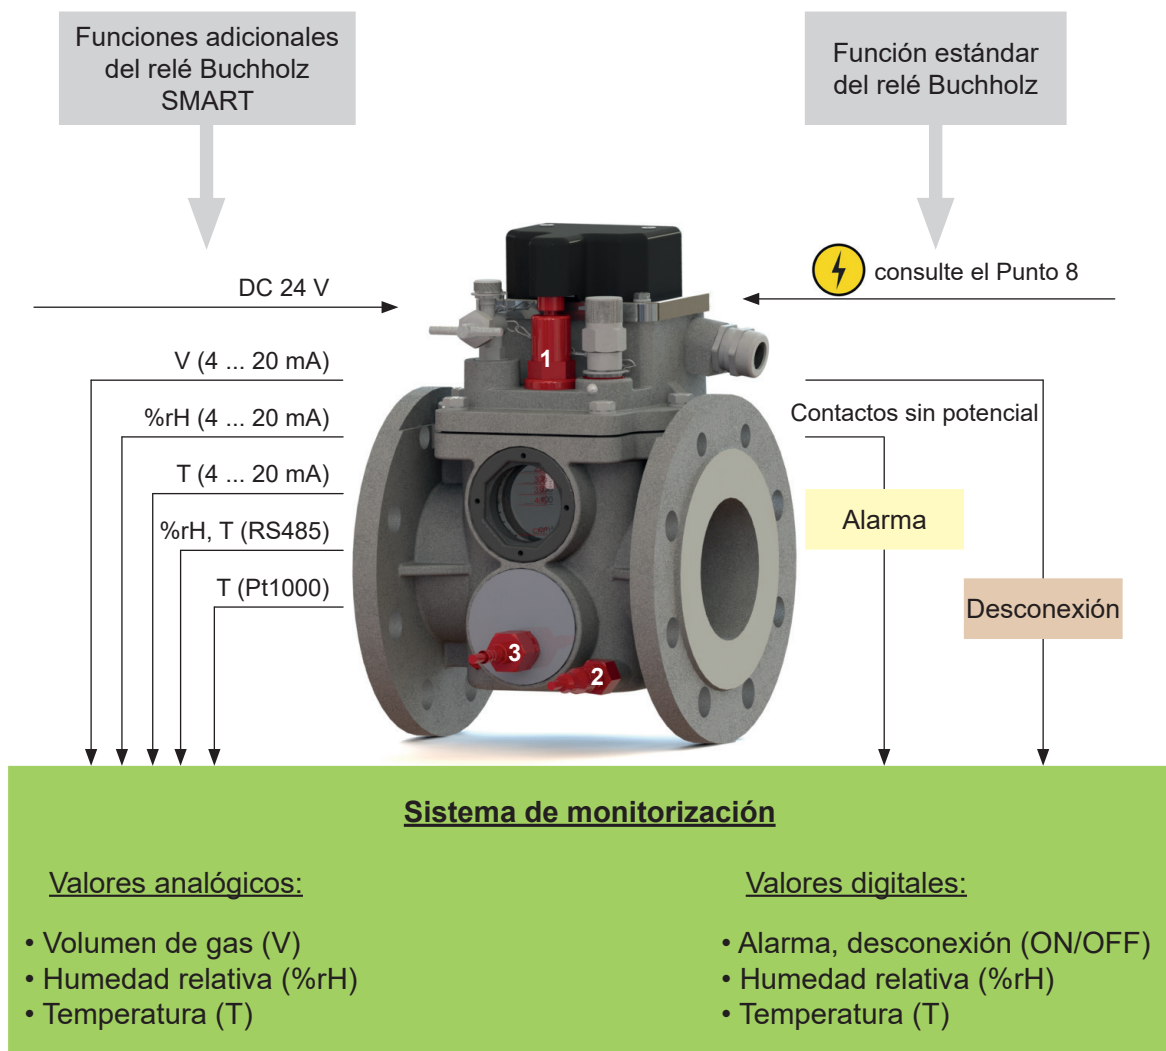 Funciones adicionales
del relé Buchholz
SMART
Función estándar
del relé Buchholz
DC 24 V
consulte el Punto 8
V (4 ... 20 mA)
%rH (4 ... 20 mA)
T (4 ... 20 mA)
%rH, T (RS485)
T (Pt1000)
1
3
2
Contactos sin potencial
Alarma
Desconexión
Sistema de monitorización
Valores analógicos:
• Volumen de gas (V)
• Humedad relativa (%rH)
• Temperatura (T)
Valores digitales:
• Alarma, desconexión (ON/OFF)
• Humedad relativa (%rH)
• Temperatura (T)